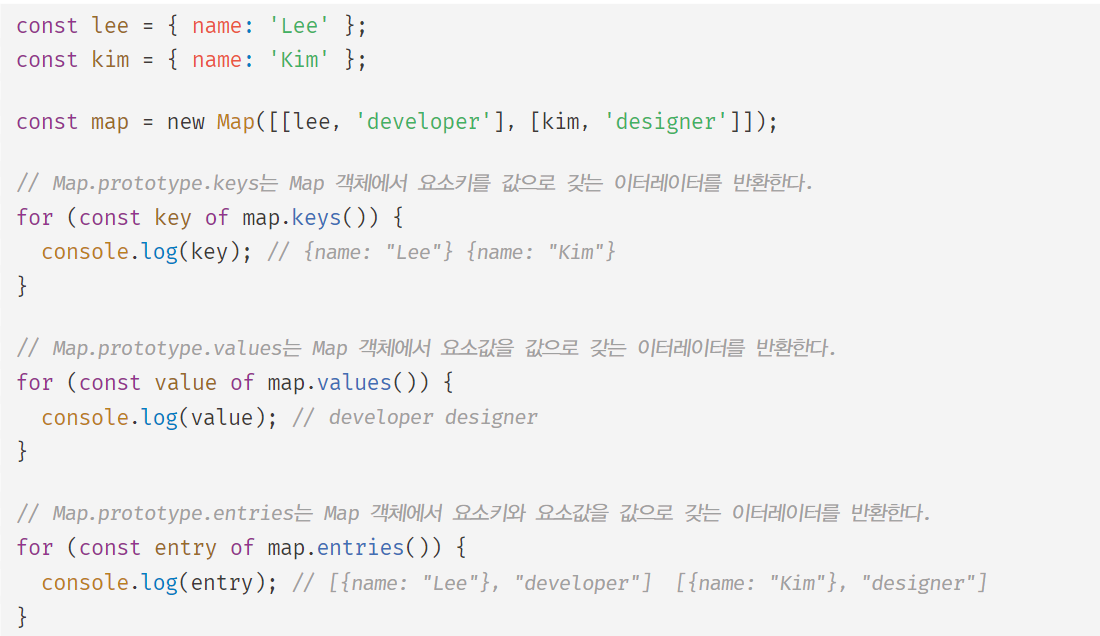 const lee = { name: 'Lee' };
const kim = { name: 'Kim' };
const map = new Map([[lee, 'developer'], [kim, 'designer']]);
// Map.prototype.keys는 Map 객체에서 요소키를 값으로 갖는 이터레이터를 반환한다.
for (const key of map.keys()) {
  console.log(key); // {name: "Lee"} {name: "Kim"}
}
// Map.prototype.values는 Map 객체에서 요소값을 값으로 갖는 이터레이터를 반환한다.
for (const value of map.values()) {
  console.log(value); // developer designer
}
// Map.prototype.entries는 Map 객체에서 요소키와 요소값을 값으로 갖는 이터레이터를 반환한다.
for (const entry of map.entries()) {
  console.log(entry); // [{name: "Lee"}, "developer"]  [{name: "Kim"}, "designer"]
}